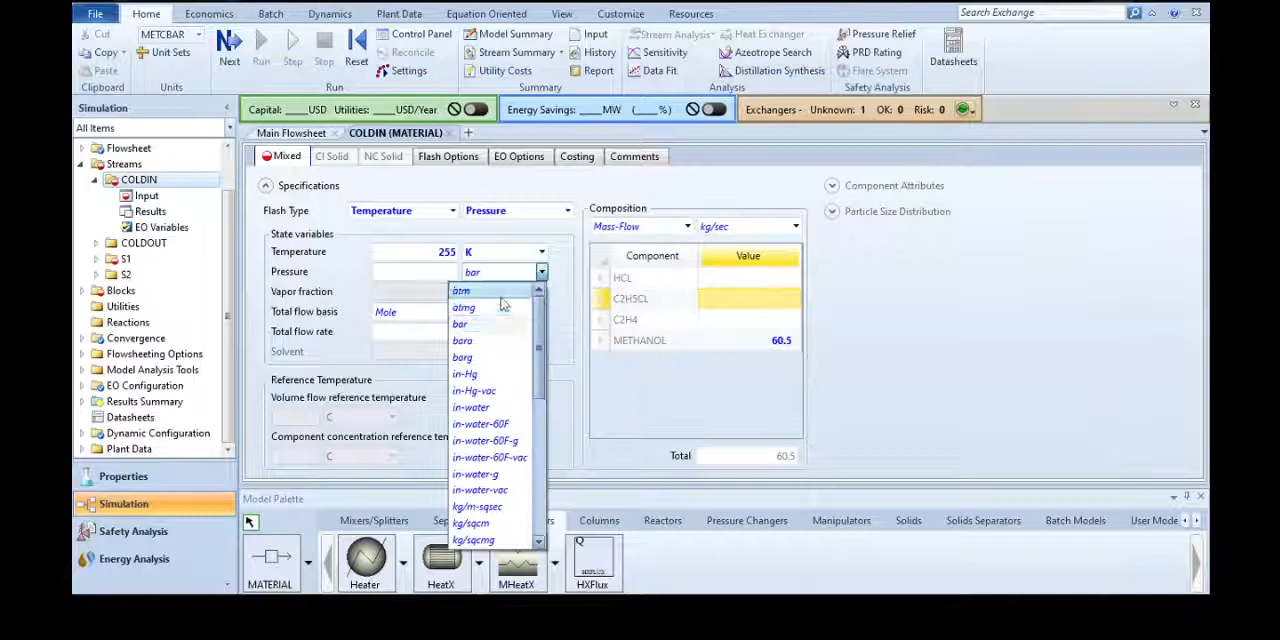 File Home Economics Batch Dynamics Plant Data Equation Oriented View Customize Resources Search Exchange
Cut METCBAR Control Panel Model Summary Input Stream Analysis Heat Exchanger Pressure Relief
Copy Unit Sets Next Run Step Stop Reset Reconcile Stream Summary History Sensitivity Azeotrope Search PRD Rating Datasheets
Paste Settings Utility Costs Report Data Fit Distillation Synthesis Flare System
Clipboard Units Run Summary Analysis Safety Analysis
Simulation Capital: ____USD Utilities: ____USD/Year Energy Savings: ____MW (____%) Exchangers - Unknown: 1 OK: 0 Risk: 0
All Items Main Flowsheet COLDIN (MATERIAL) +
Flowsheet
Streams
COLDIN
Input
Results
EO Variables
COLDOUT
S1
S2
Blocks
Utilities
Reactions
Convergence
Flowsheeting Options
Model Analysis Tools
EO Configuration
Results Summary
Datasheets
Dynamic Configuration
Plant Data
Properties
Simulation
Safety Analysis
Energy Analysis
Mixed CI Solid NC Solid Flash Options EO Options Costing Comments
Specifications
Flash Type Temperature Pressure
State variables
Temperature 255 K
Pressure bar
Vapor fraction
Total flow basis Mole
Total flow rate
Solvent
Reference Temperature
Volume flow reference temperature
C
Component concentration reference ten
C
atm
atmg
bar
bara
barg
in-Hg
in-Hg-vac
in-water
in-water-60F
in-water-60F-g
in-water-60F-vac
in-water-g
in-water-vac
kg/m-sqsec
kg/sqcm
kg/sqcmg
Composition
Mass-Flow kg/sec
Component Value
HCL
C2H5CL
C2H4
METHANOL 60.5
Total 60.5
Component Attributes
Particle Size Distribution
Model Palette
Mixers/Splitters Sep ers Columns Reactors Pressure Changers Manipulators Solids Solids Separators Batch Models User Mode
MATERIAL Heater HeatX MHeatX HXFlux
Q
HXFLUX